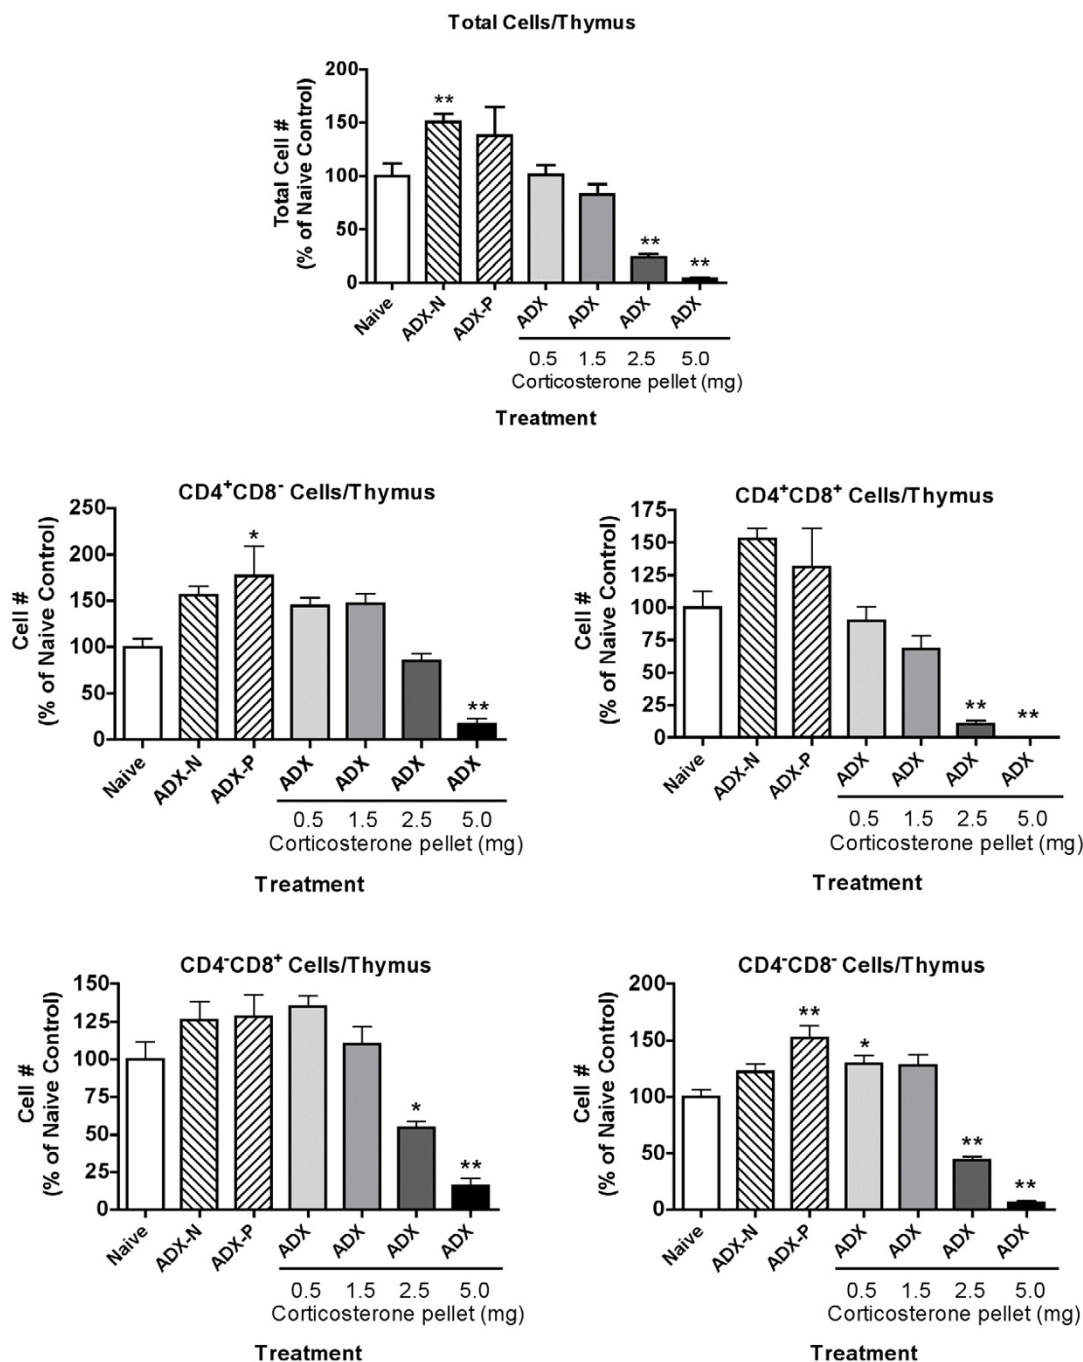 Total Cells/Thymus
Total Cell #
(% of Naive Control)
200
150
100
50
0
**
**
**
Naive
ADX-N
ADX-P
ADX
ADX
ADX
ADX
0.5 1.5 2.5 5.0
Corticosterone pellet (mg)
Treatment
CD4⁺CD8⁻ Cells/Thymus
Cell #
(% of Naive Control)
250
200
150
100
50
0
*
**
Naive
ADX-N
ADX-P
ADX
ADX
ADX
ADX
0.5 1.5 2.5 5.0
Corticosterone pellet (mg)
Treatment
CD4⁺CD8⁺ Cells/Thymus
Cell #
(% of Naive Control)
175
150
125
100
75
50
25
0
**
**
Naive
ADX-N
ADX-P
ADX
ADX
ADX
ADX
0.5 1.5 2.5 5.0
Corticosterone pellet (mg)
Treatment
CD4⁻CD8⁺ Cells/Thymus
Cell #
(% of Naive Control)
150
125
100
75
50
25
0
*
**
Naive
ADX-N
ADX-P
ADX
ADX
ADX
ADX
0.5 1.5 2.5 5.0
Corticosterone pellet (mg)
Treatment
CD4⁻CD8⁻ Cells/Thymus
Cell #
(% of Naive Control)
200
150
100
50
0
**
*
**
**
Naive
ADX-N
ADX-P
ADX
ADX
ADX
ADX
0.5 1.5 2.5 5.0
Corticosterone pellet (mg)
Treatment